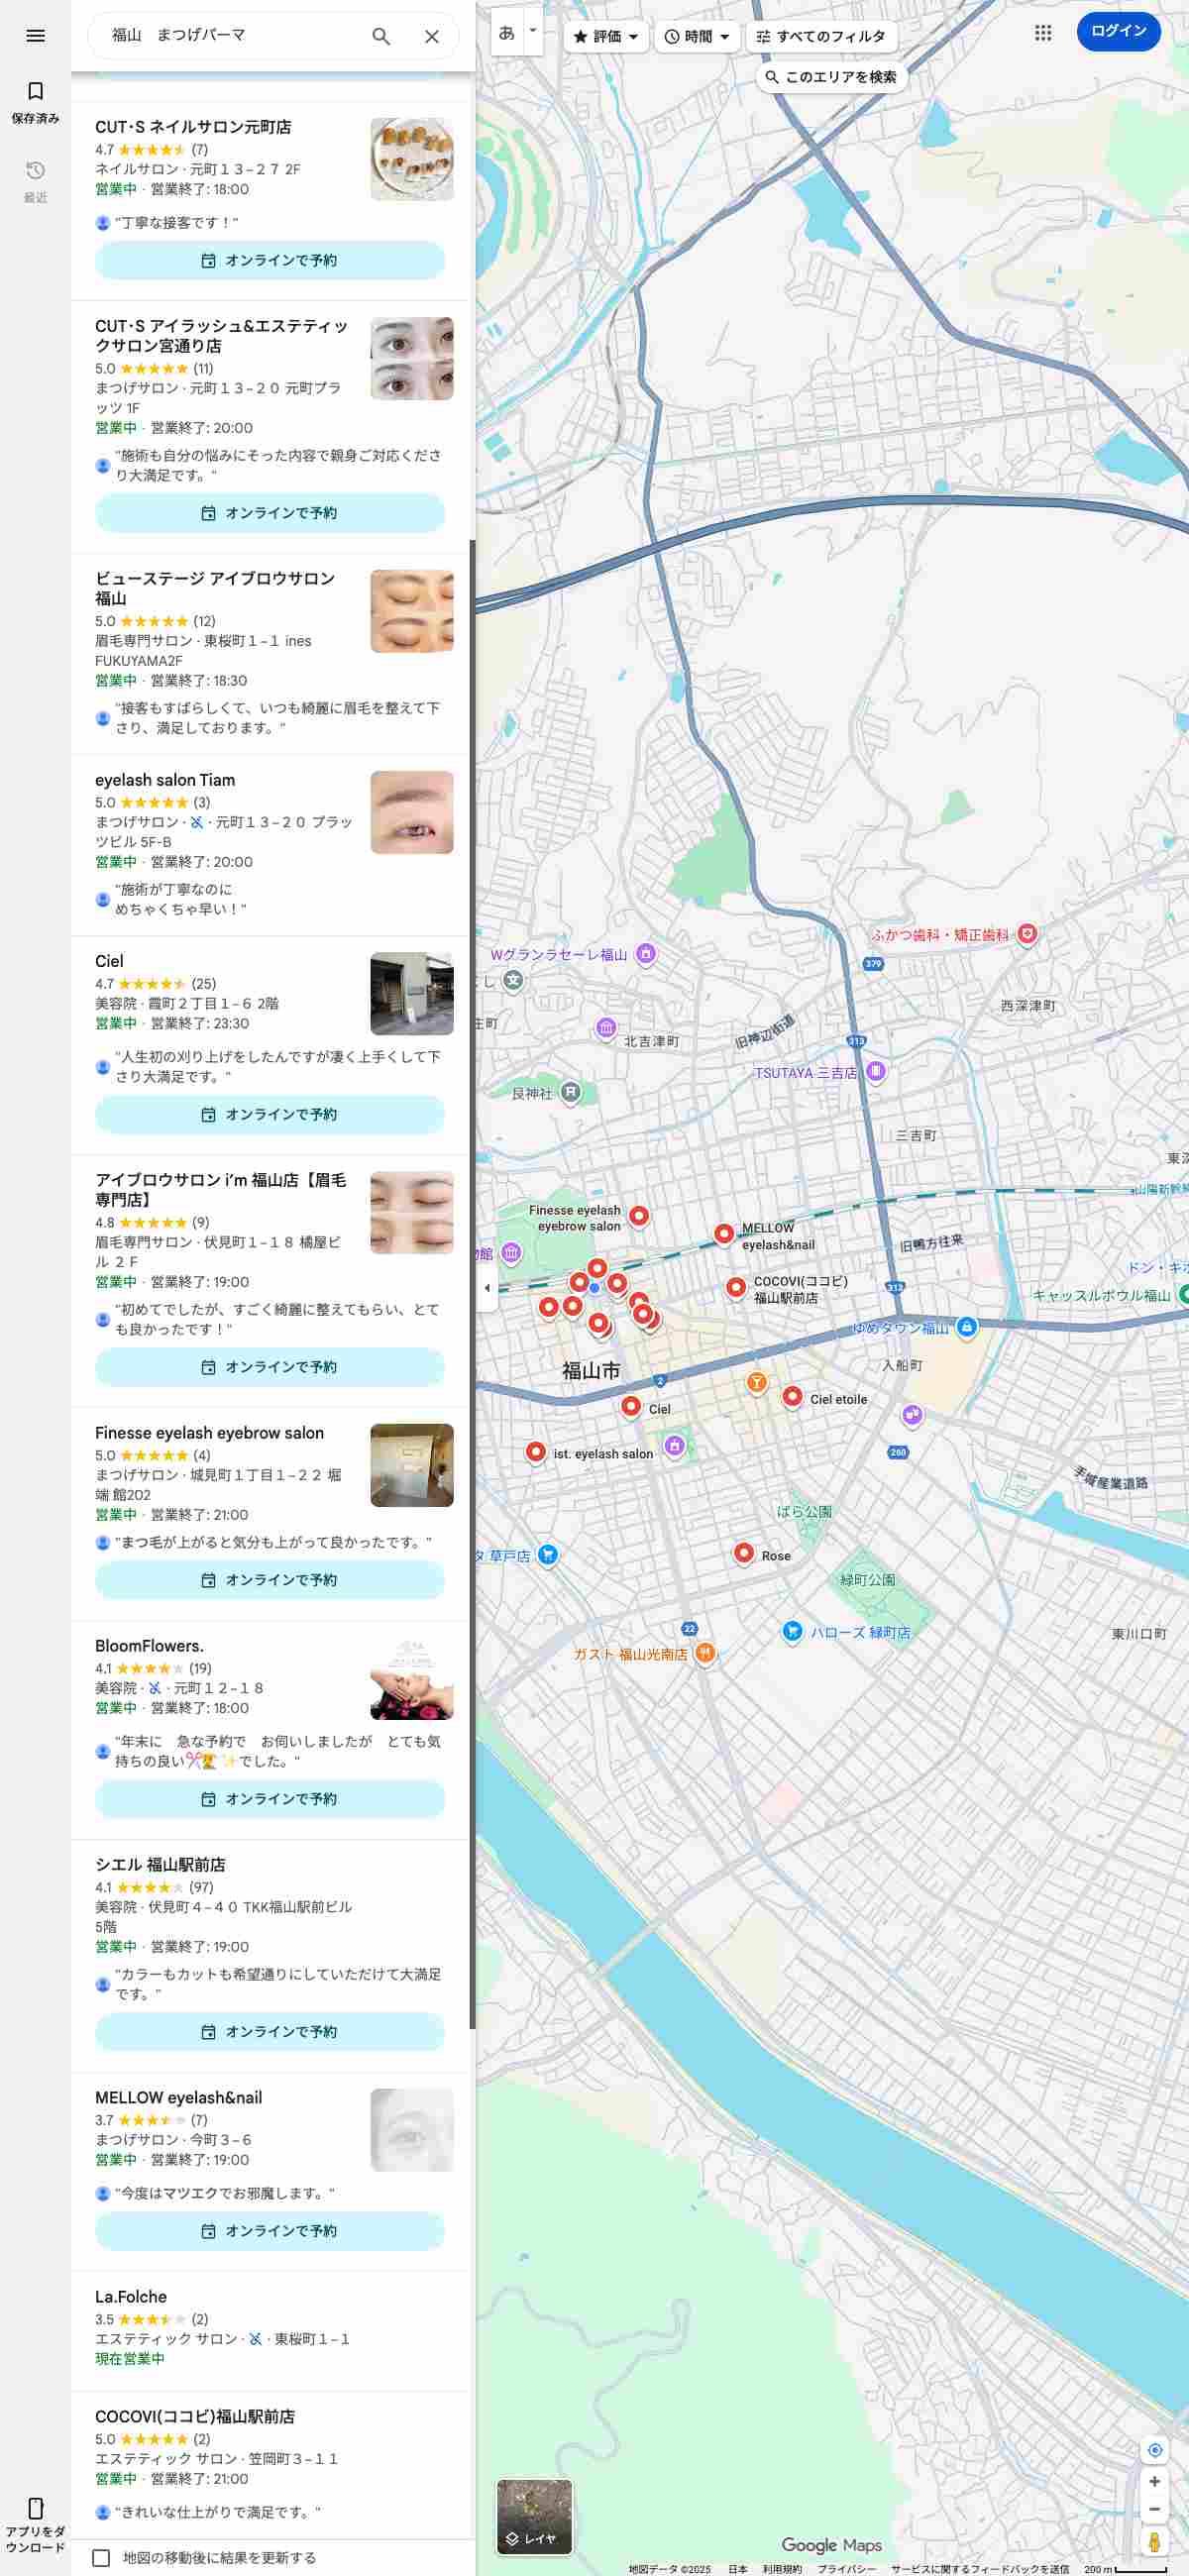 福山　まつげパーマ
保存済み
最近
CUT･S ネイルサロン元町店
4.7 (7)
ネイルサロン · 元町１３−２７ 2F
営業中 · 営業終了: 18:00
"丁寧な接客です！"
オンラインで予約
CUT･S アイラッシュ&エステティッ
クサロン宮通り店
5.0 (11)
まつげサロン · 元町１３−２０ 元町プラ
ッツ 1F
営業中 · 営業終了: 20:00
"施術も自分の悩みにそった内容で親身ご対応くださ
り大満足です。"
オンラインで予約
ビューステージ アイブロウサロン
福山
5.0 (12)
眉毛専門サロン · 東桜町１−１ ines
FUKUYAMA2F
営業中 · 営業終了: 18:30
"接客もすばらしくて、いつも綺麗に眉毛を整えて下
さり、満足しております。"
eyelash salon Tiam
5.0 (3)
まつげサロン · · 元町１３−２０ プラッ
ツビル 5F-B
営業中 · 営業終了: 20:00
"施術が丁寧なのに
めちゃくちゃ早い！"
Ciel
4.7 (25)
美容院 · 霞町２丁目１−６ 2階
営業中 · 営業終了: 23:30
"人生初の刈り上げをしたんですが凄く上手くして下
さり大満足です。"
オンラインで予約
アイブロウサロン i'm 福山店【眉毛
専門店】
4.8 (9)
眉毛専門サロン · 伏見町１−１８ 橘屋ビ
ル ２Ｆ
営業中 · 営業終了: 19:00
"初めてでしたが、すごく綺麗に整えてもらい、とて
も良かったです！"
オンラインで予約
Finesse eyelash eyebrow salon
5.0 (4)
まつげサロン · 城見町１丁目１−２２ 堀
端 館202
営業中 · 営業終了: 21:00
"まつ毛が上がると気分も上がって良かったです。"
オンラインで予約
BloomFlowers.
4.1 (19)
美容院 · · 元町１２−１８
営業中 · 営業終了: 18:00
"年末に　急な予約で　お伺いしましたが　とても気
持ちの良い✂️💇✨でした。"
オンラインで予約
シエル 福山駅前店
4.1 (97)
美容院 · 伏見町４−４０ TKK福山駅前ビル
5階
営業中 · 営業終了: 19:00
"カラーもカットも希望通りにしていただけて大満足
です。"
オンラインで予約
MELLOW eyelash&nail
3.7 (7)
まつげサロン · 今町３−６
営業中 · 営業終了: 19:00
"今度はマツエクでお邪魔します。"
オンラインで予約
La.Folche
3.5 (2)
エステティック サロン · · 東桜町１−１
現在営業中
COCOVI(ココビ)福山駅前店
5.0 (2)
エステティック サロン · 笠岡町３−１１
営業中 · 営業終了: 21:00
"きれいな仕上がりで満足です。"
地図の移動後に結果を更新する
アプリをダ
ウンロード
あ
評価
時間
すべてのフィルタ
ログイン
このエリアを検索
ふかつ歯科・矯正歯科
Wグランラセーレ福山
379
文
西深津町
庄町
北吉津町
旧神辺街道
313
TSUTAYA 三吉店
艮神社
三吉町
東深
山陽新幹線
Finesse eyelash
eyebrow salon
MELLOW
eyelash&nail
旧鴨方往来
物館
ドン・キホ
COCOVI(ココビ)
福山駅前店
313
キャッスルボウル福山
ゆめタウン福山
福山市
入船町
2
Ciel etoile
Ciel
ist. eyelash salon
260
手城産業道路
ばら公園
タ 草戸店
Rose
緑町公園
22
ハローズ 緑町店
東川口町
ガスト 福山光南店
レイヤ
Google Maps
地図データ ©2025
日本
利用規約
プライバシー
サービスに関するフィードバックを送信
200 m